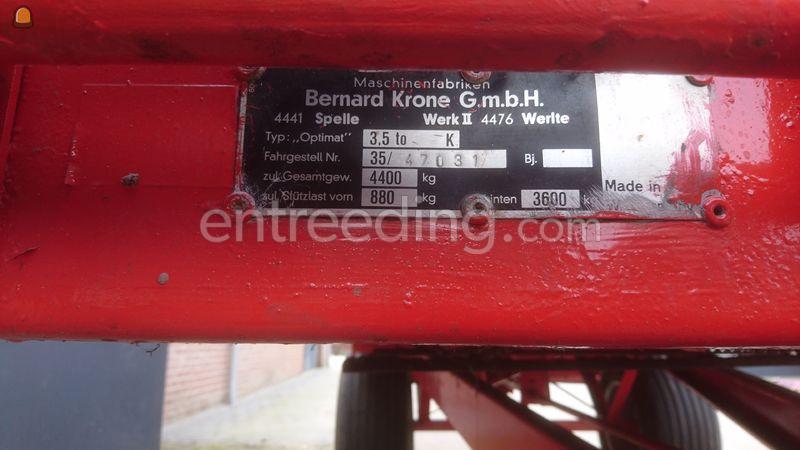 Maschinenfabriken
Bernard Krone G.m.b.H.
4441 Spelle Werk II 4476 Werlte
Typ: „Optimat" 3,5 to K
Fahrgestell Nr. 35/ 47031 Bj.
zul. Gesamtgew. 4400 kg
zul. Stützlast vorn 880 kg hinten 3600 kg
Made in
entreeding.com